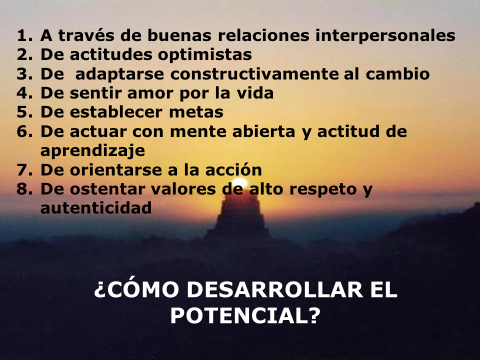 1. A través de buenas relaciones interpersonales
2. De actitudes optimistas
3. De adaptarse constructivamente al cambio
4. De sentir amor por la vida
5. De establecer metas
6. De actuar con mente abierta y actitud de
aprendizaje
7. De orientarse a la acción
8. De ostentar valores de alto respeto y
autenticidad
¿CÓMO DESARROLLAR EL
POTENCIAL?